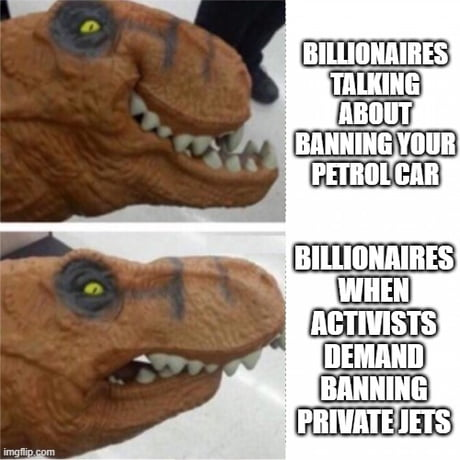 BILLIONAIRES
TALKING
ABOUT
BANNING YOUR
PETROL CAR
BILLIONAIRES
WHEN
ACTIVISTS
DEMAND
BANNING
PRIVATE JETS
imgflip.com